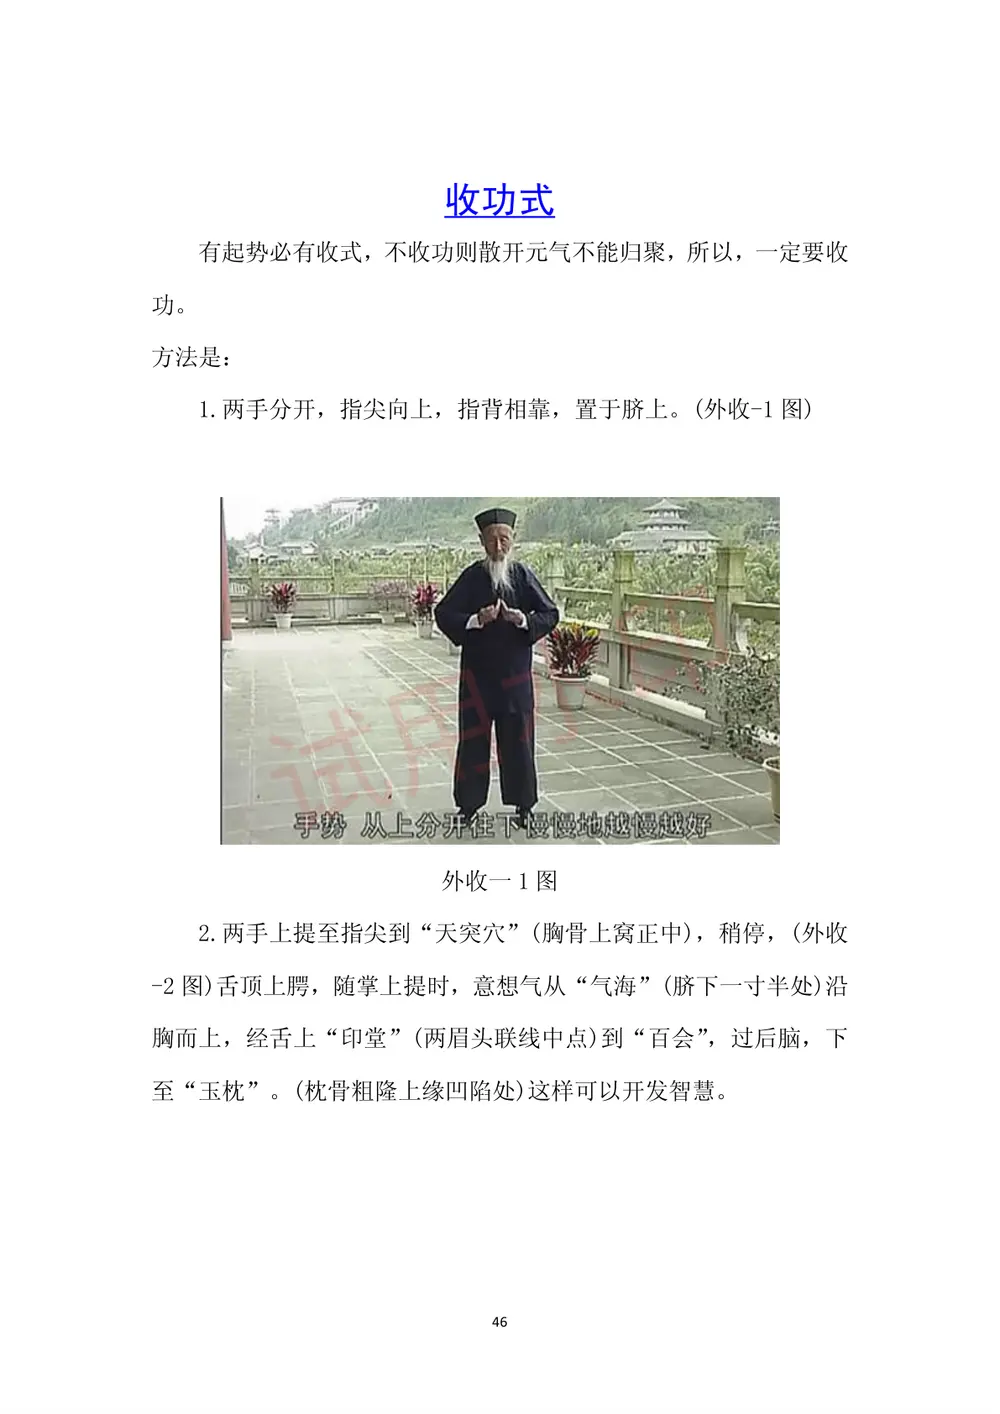 收功式
有起势必有收式，不收功则散开元气不能归聚，所以，一定要收
功。
方法是：
1.两手分开，指尖向上，指背相靠，置于脐上。(外收-1图)
试用水印
手势 从上分开往下慢慢地越慢越好
外收一1图
2.两手上提至指尖到“天突穴”(胸骨上窝正中)，稍停，(外收
-2图)舌顶上腭，随掌上提时，意想气从“气海”(脐下一寸半处)沿
胸而上，经舌上“印堂”(两眉头联线中点)到“百会”，过后脑，下
至“玉枕”。(枕骨粗隆上缘凹陷处)这样可以开发智慧。
46